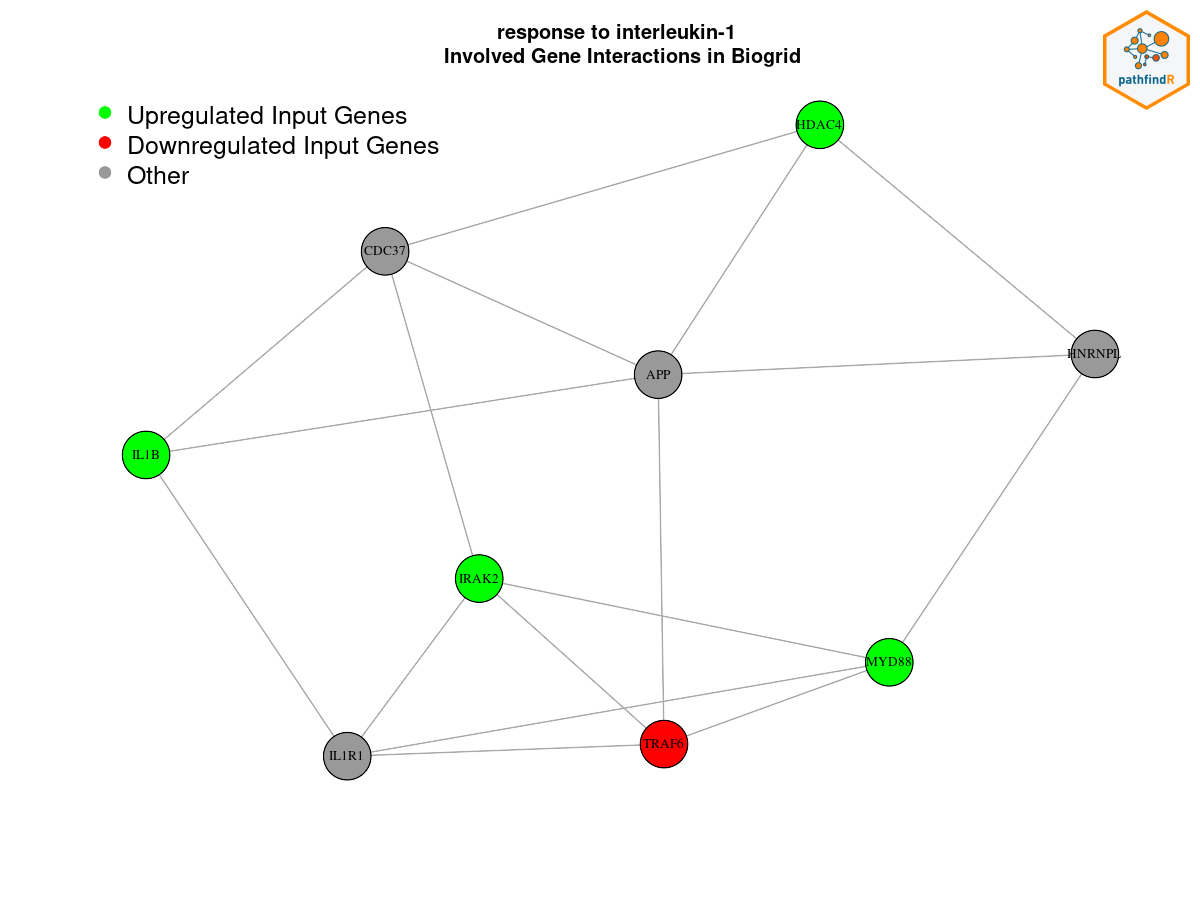 response to interleukin-1
Involved Gene Interactions in Biogrid
pathfindR
Upregulated Input Genes
Downregulated Input Genes
Other
HDAC4
CDC37
HNRNPL
APP
IL1B
IRAK2
MYD88
TRAF6
IL1R1